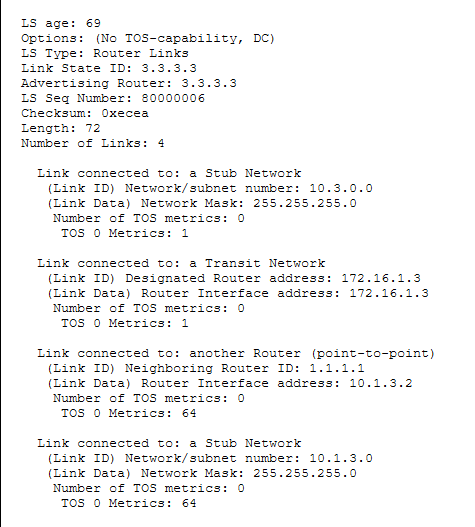 LS age: 69
Options: (No TOS-capability, DC)
LS Type: Router Links
Link State ID: 3.3.3.3
Advertising Router: 3.3.3.3
LS Seq Number: 80000006
Checksum: 0xecea
Length: 72
Number of Links: 4
Link connected to: a Stub Network
(Link ID) Network/subnet number: 10.3.0.0
(Link Data) Network Mask: 255.255.255.0
Number of TOS metrics: 0
TOS 0 Metrics: 1
Link connected to: a Transit Network
(Link ID) Designated Router address: 172.16.1.3
(Link Data) Router Interface address: 172.16.1.3
Number of TOS metrics: 0
TOS 0 Metrics: 1
Link connected to: another Router (point-to-point)
(Link ID) Neighboring Router ID: 1.1.1.1
(Link Data) Router Interface address: 10.1.3.2
Number of TOS metrics: 0
TOS 0 Metrics: 64
Link connected to: a Stub Network
(Link ID) Network/subnet number: 10.1.3.0
(Link Data) Network Mask: 255.255.255.0
Number of TOS metrics: 0
TOS 0 Metrics: 64